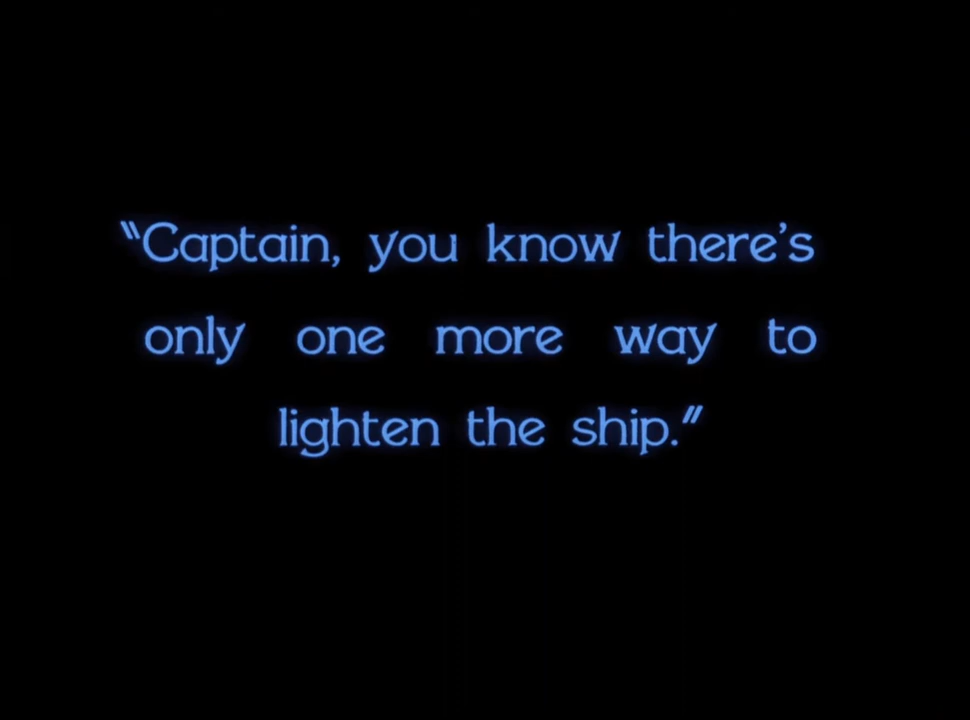 “Captain, you know there’s
only one more way to
lighten the ship.”